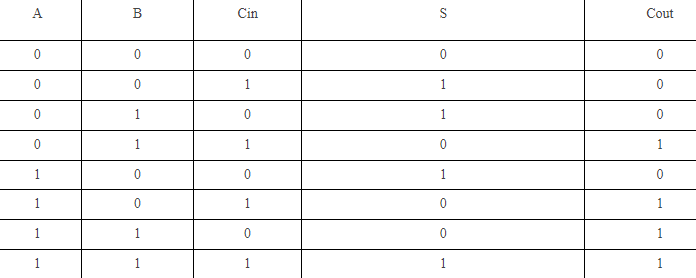 A B Cin S Cout
0 0 0 0 0
0 0 1 1 0
0 1 0 1 0
0 1 1 0 1
1 0 0 1 0
1 0 1 0 1
1 1 0 0 1
1 1 1 1 1